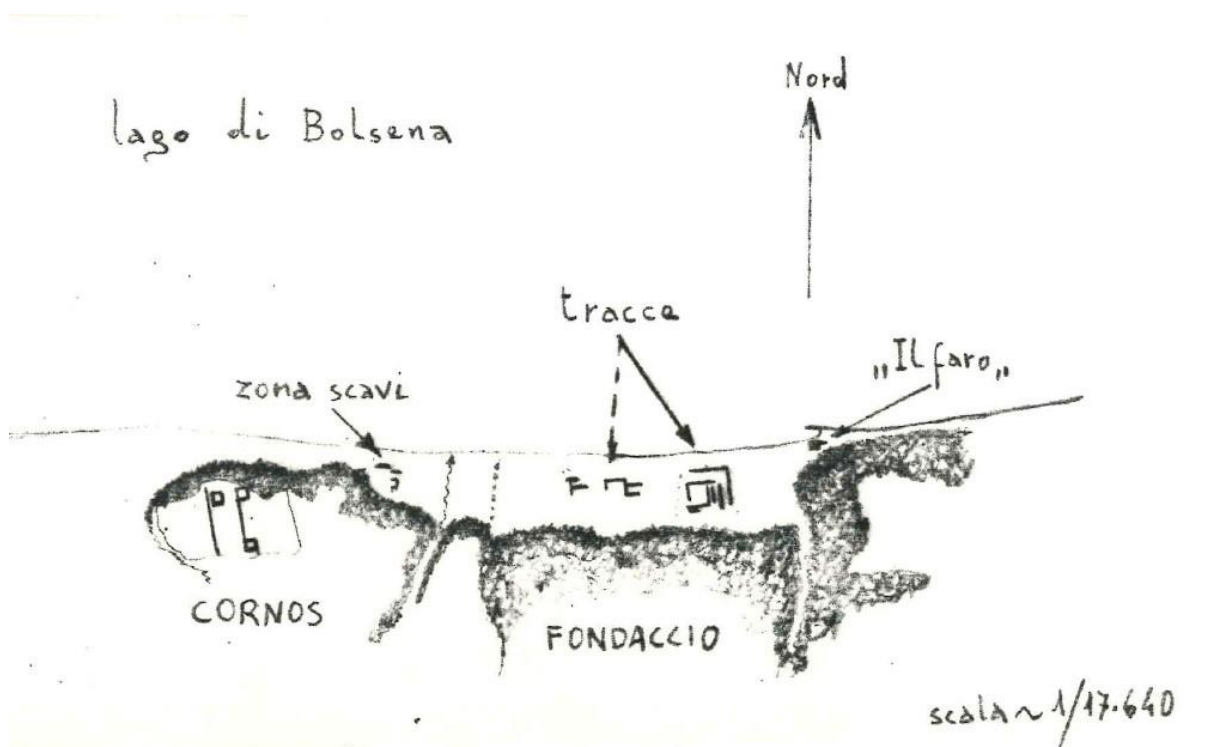 Nord
lago di Bolsena
tracce
„Il faro„
zona scavi
CORNOS
FONDACCIO
scala ~ 1/17.640